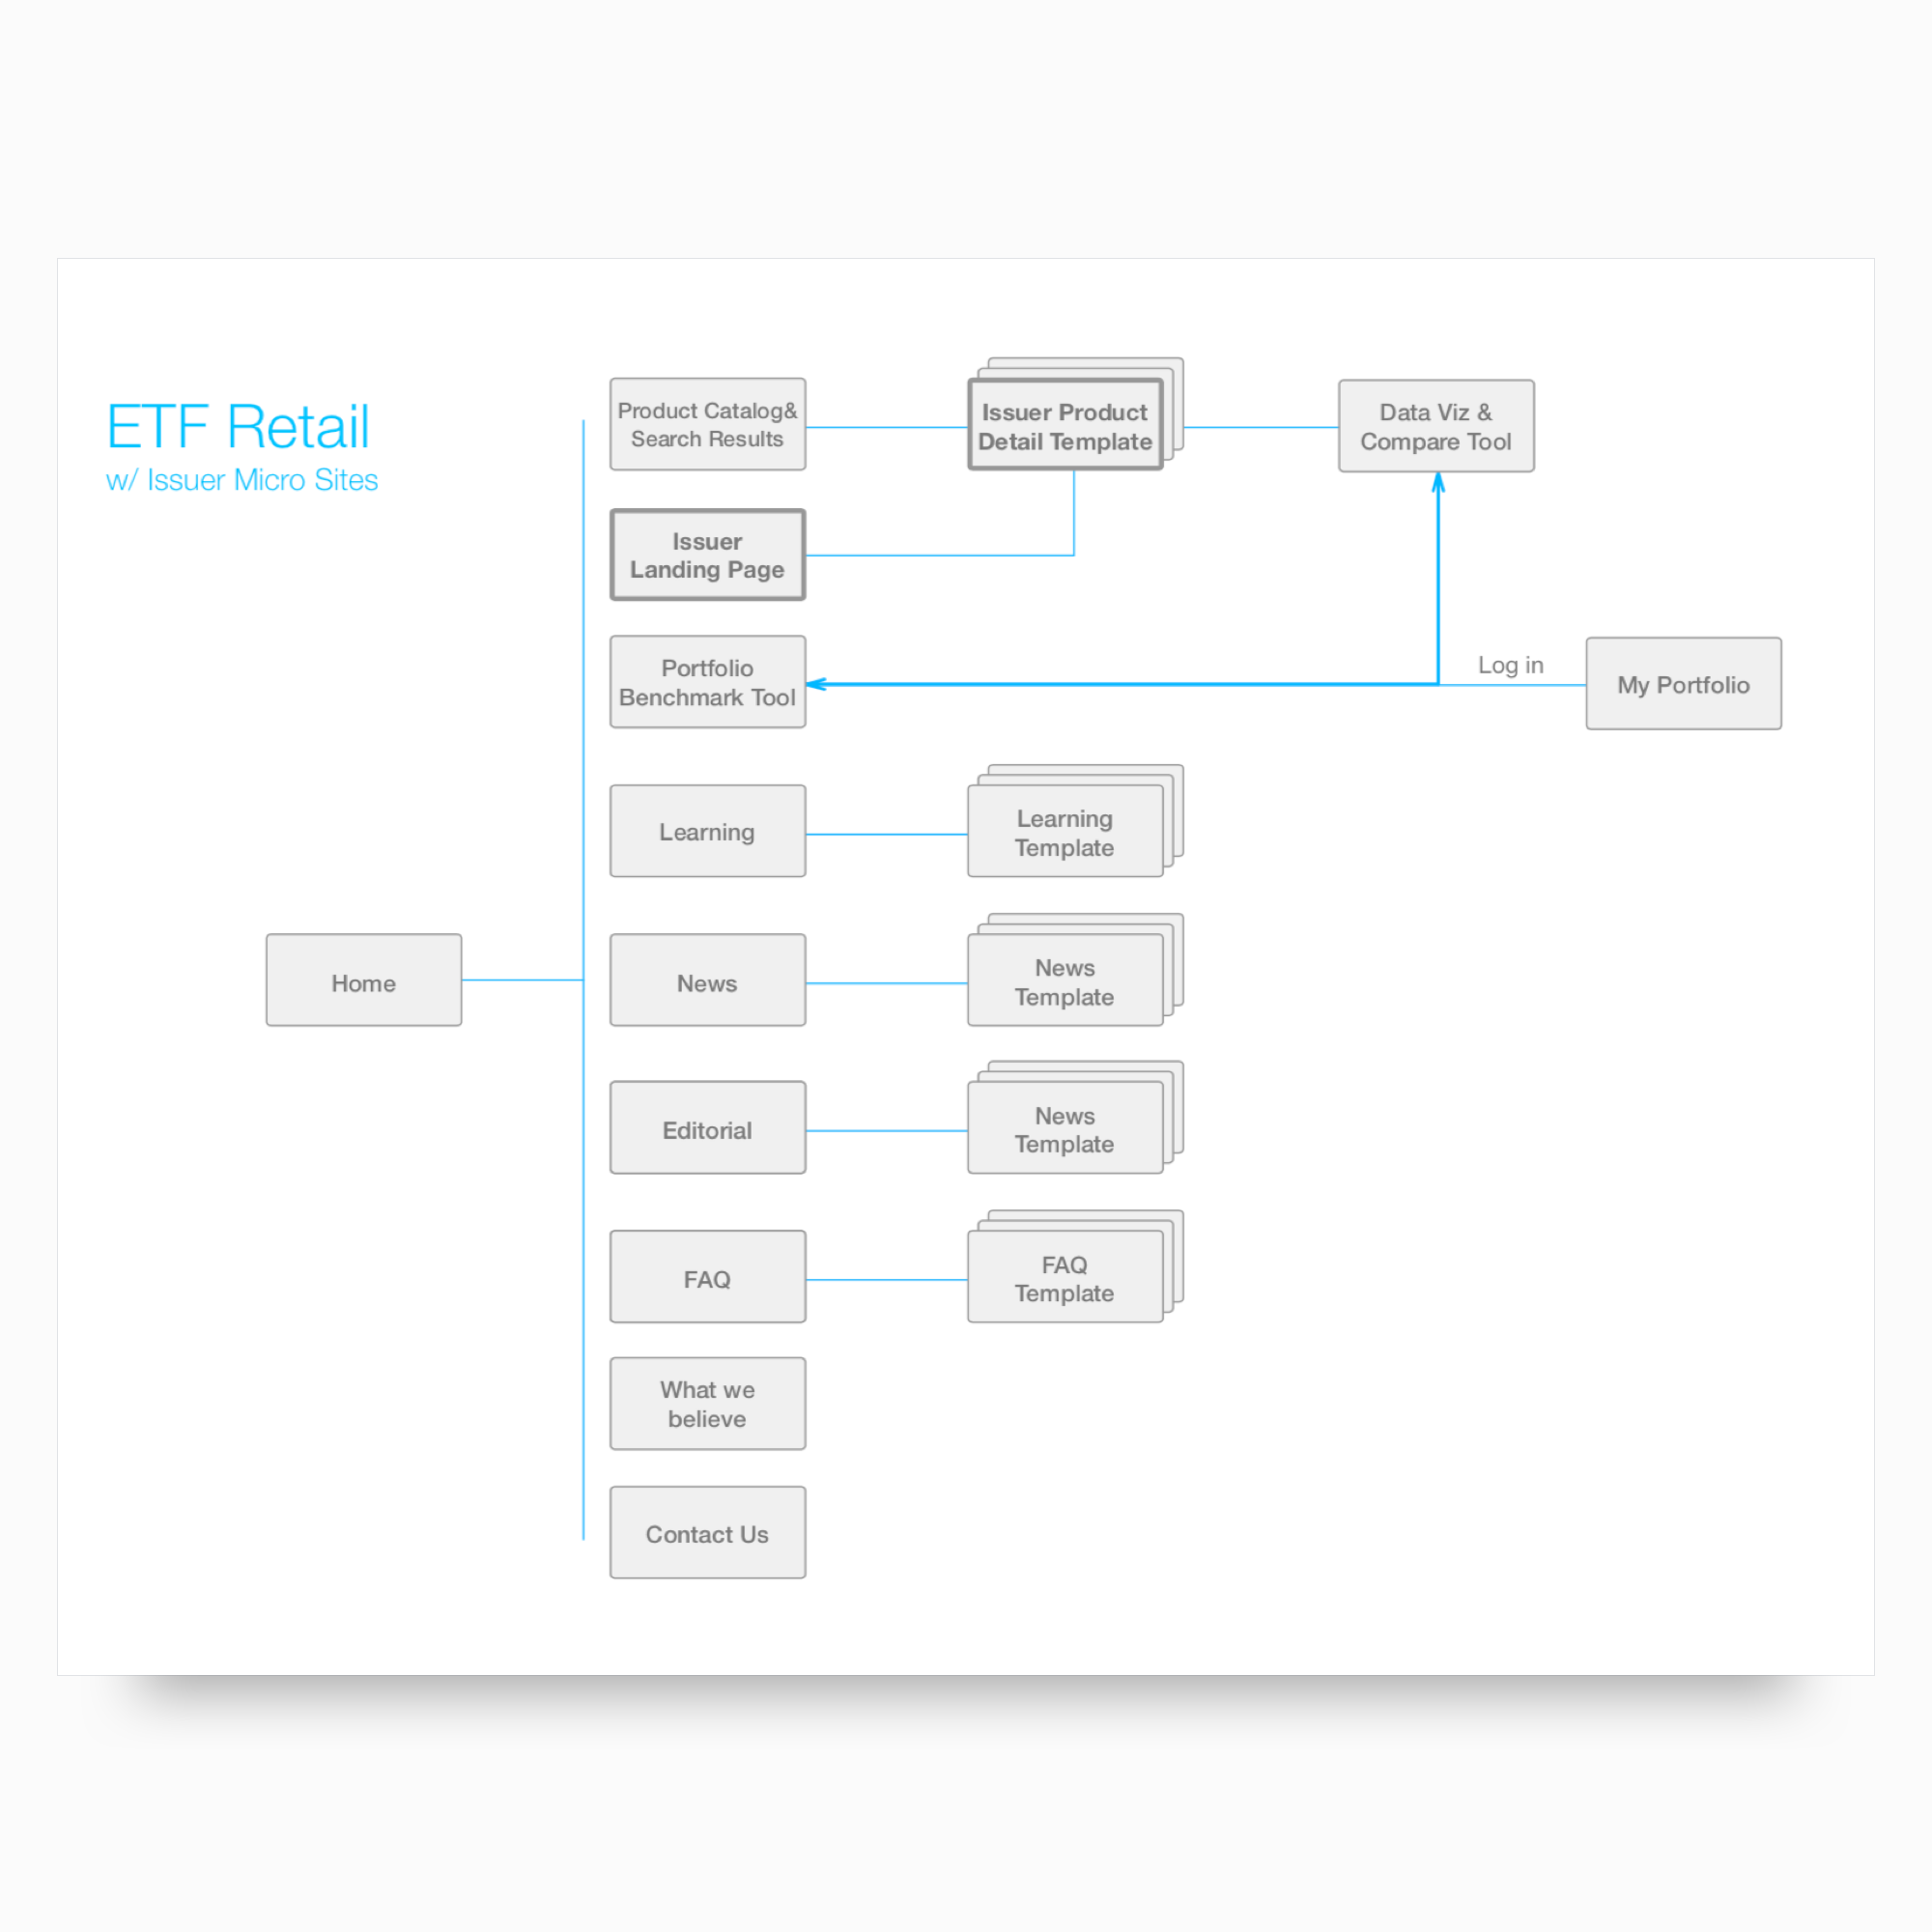 ETF Retail
w/ Issuer Micro Sites
Product Catalog&
Search Results
Issuer Product
Detail Template
Data Viz &
Compare Tool
Issuer
Landing Page
Portfolio
Benchmark Tool
Log in
My Portfolio
Learning
Learning
Template
Home
News
News
Template
Editorial
News
Template
FAQ
FAQ
Template
What we
believe
Contact Us